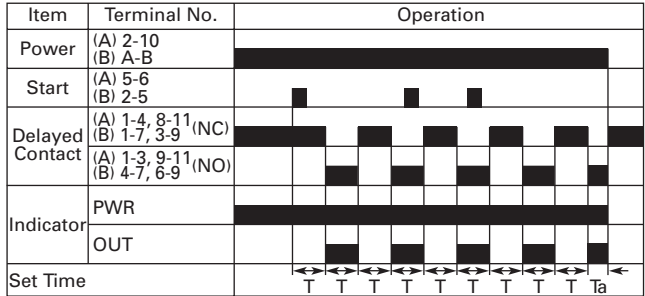 Item Terminal No. Operation
Power (A) 2-10
(B) A-B
Start (A) 5-6
(B) 2-5
Delayed Contact (A) 1-4, 8-11 (NC)
(B) 1-7, 3-9
(A) 1-3, 9-11 (NO)
(B) 4-7, 6-9
Indicator PWR
OUT
Set Time T T T T T T T T T Ta